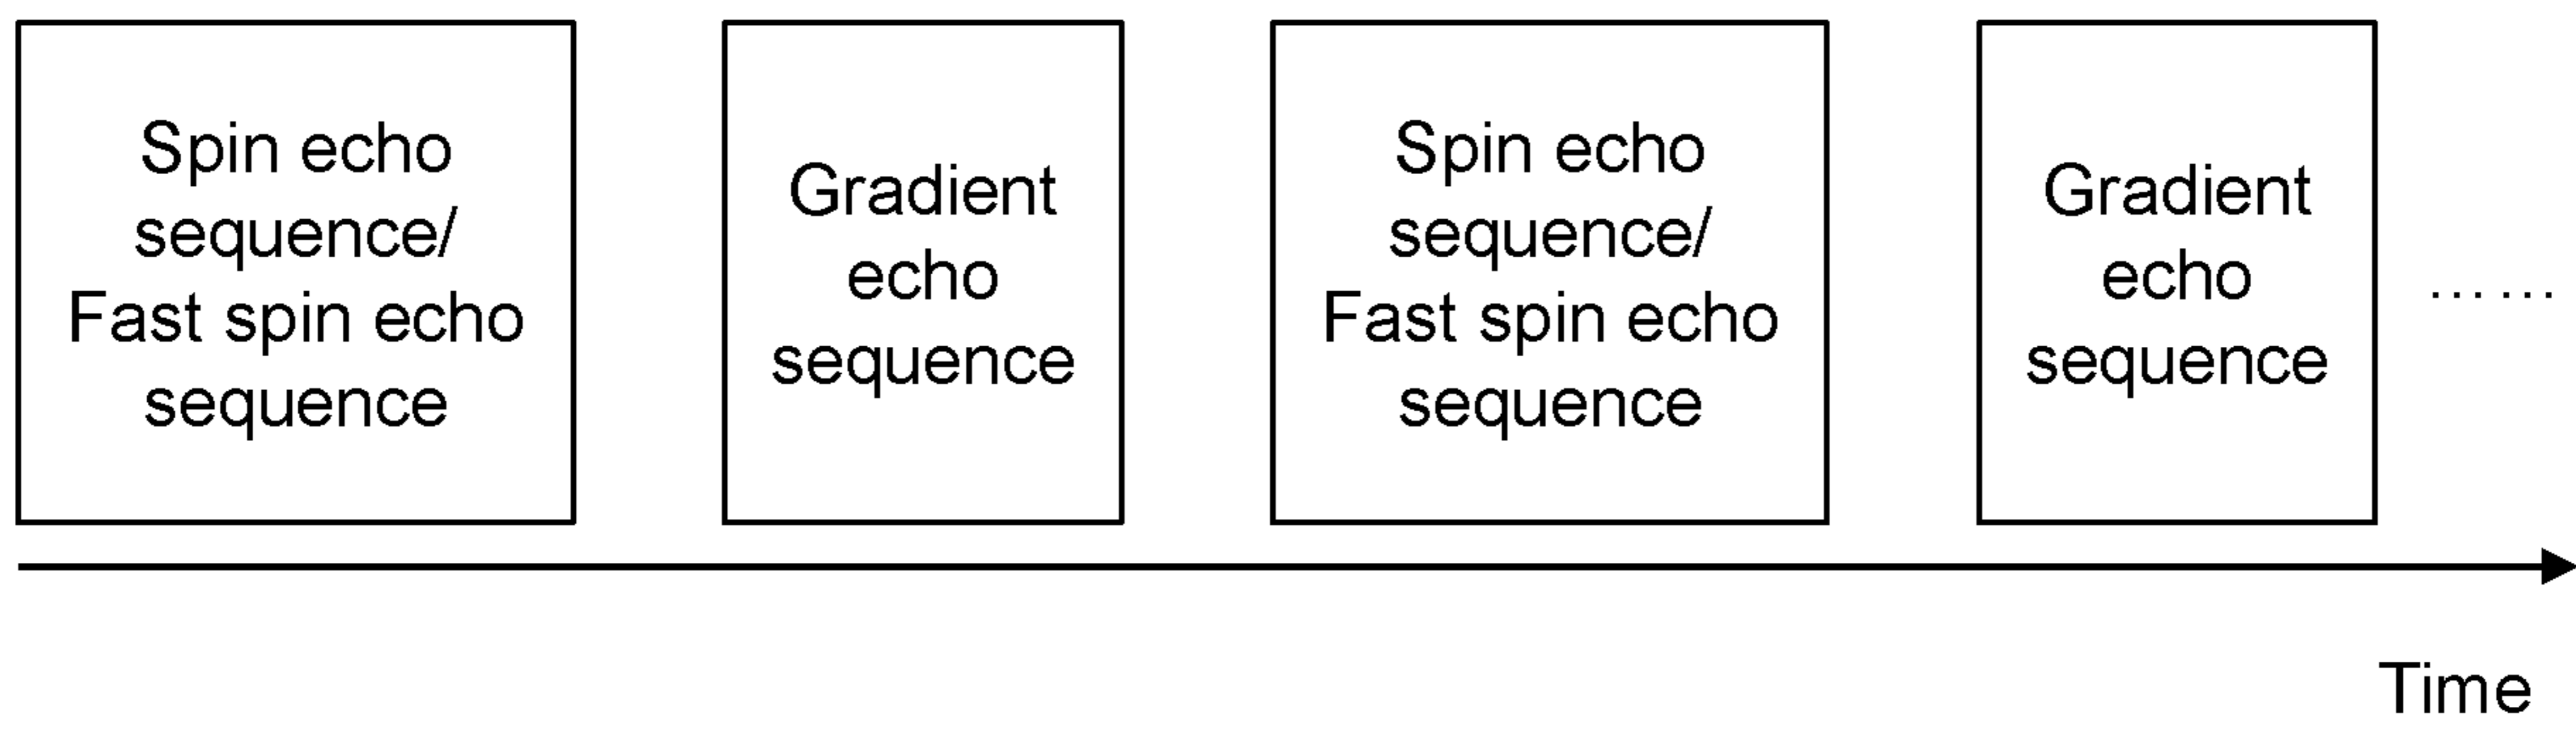 Spin echo
sequence/
Fast spin echo
sequence
Gradient
echo
sequence
Spin echo
sequence/
Fast spin echo
sequence
Gradient
echo
sequence
……
Time